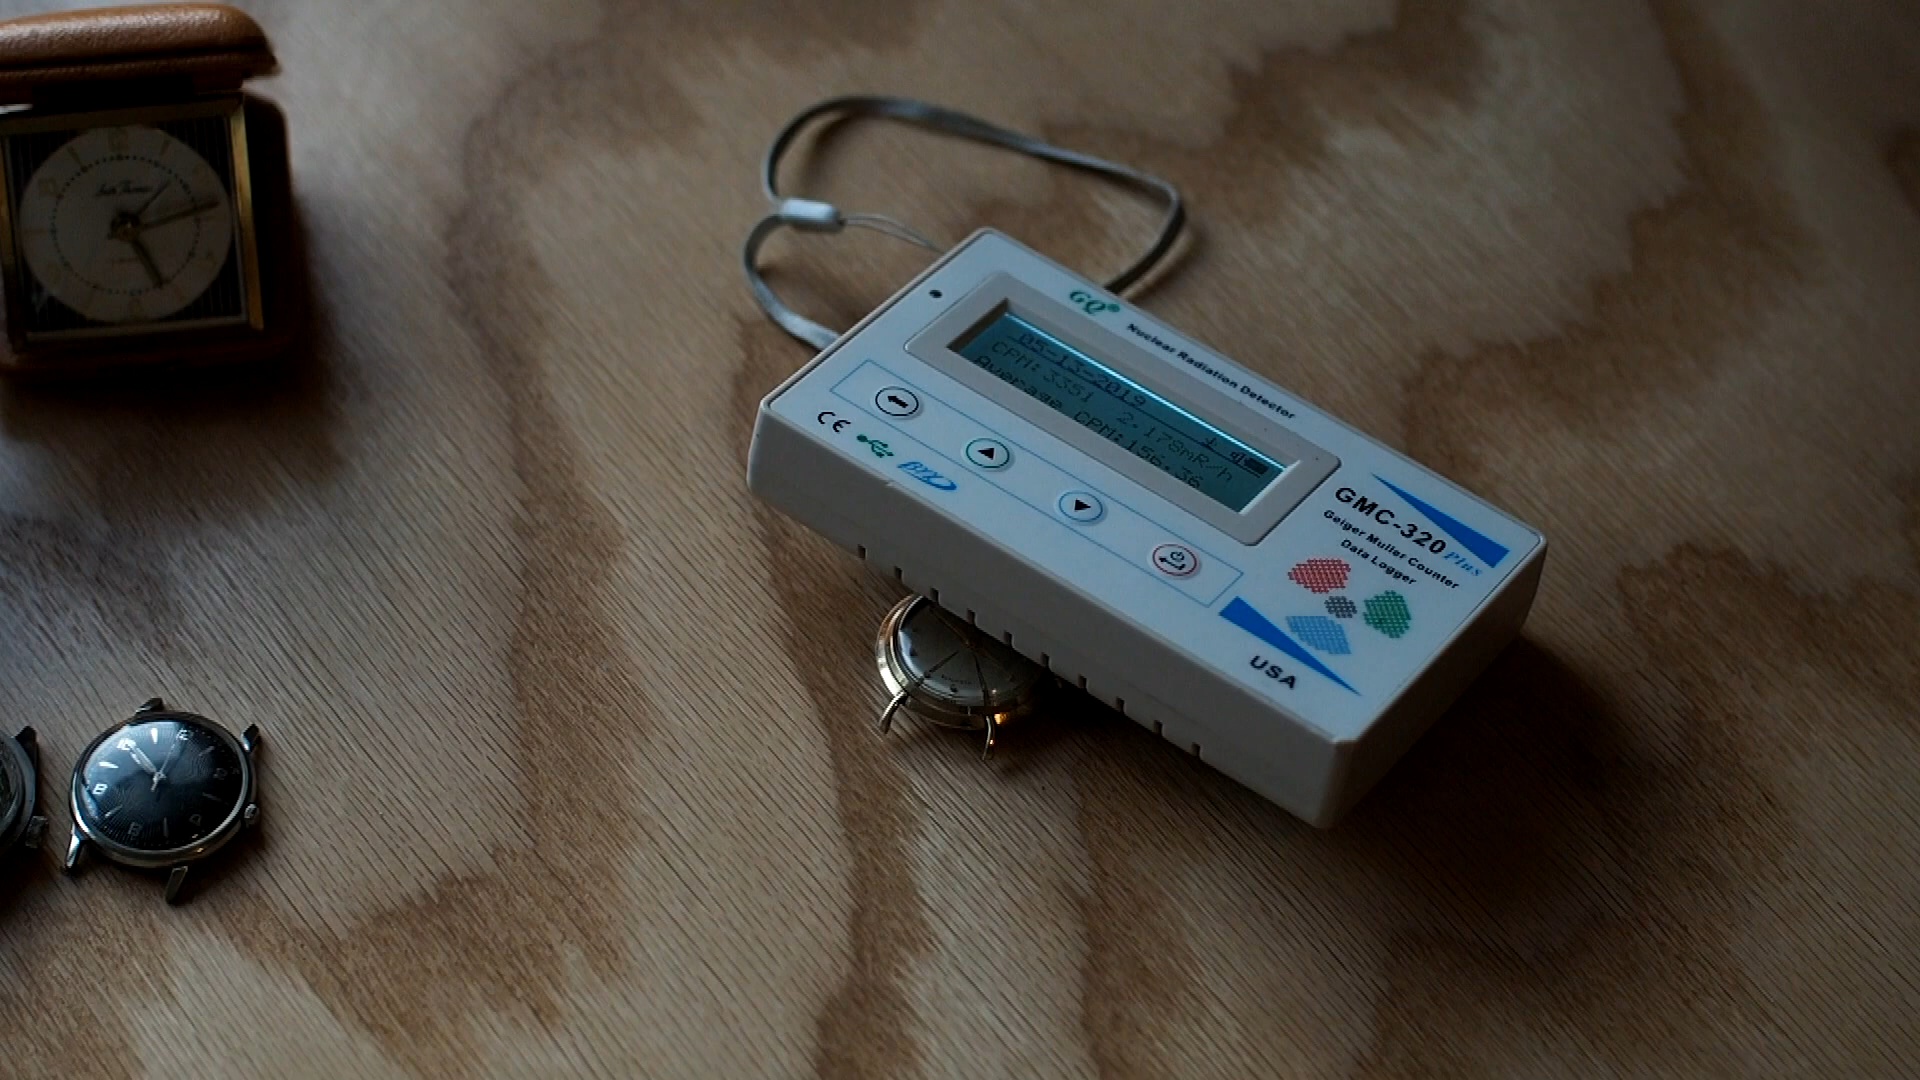 GQ®
Nuclear Radiation Detector
05-13-2019
CPM:3351 2.178mR/h
Average CPM:156.36
CE
βγX
GMC-320 Plus
Geiger Muller Counter
Data Logger
USA